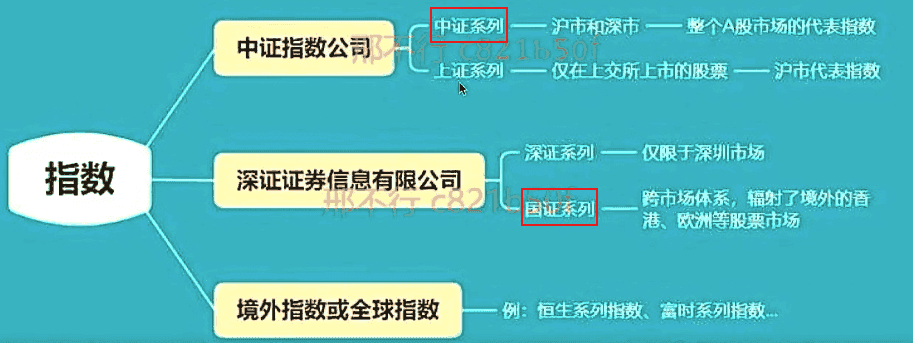 中证系列 沪市和深市 整个A股市场的代表指数
中证指数公司
邢不行 c821b50f
上证系列 仅在上交所上市的股票 沪市代表指数
指数
深证系列 仅限于深圳市场
深证证券信息有限公司
邢不行 c821b50f
国证系列 跨市场体系，辐射了境外的香
港、欧洲等股票市场
境外指数或全球指数 例：恒生系列指数、富时系列指数...